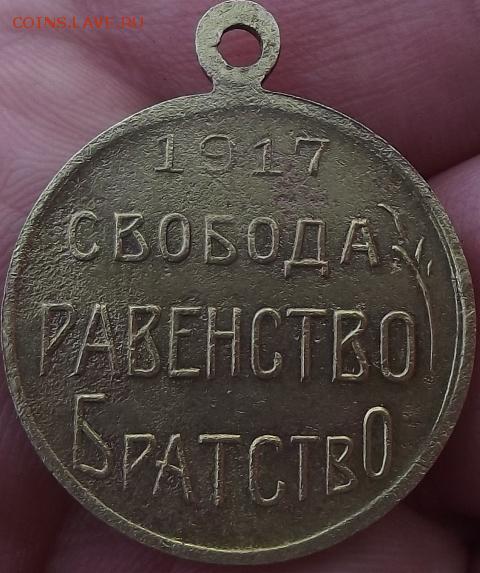 COINS.LAVE.RU
1917
СВОБОДА
РАВЕНСТВО
БРАТСТВО